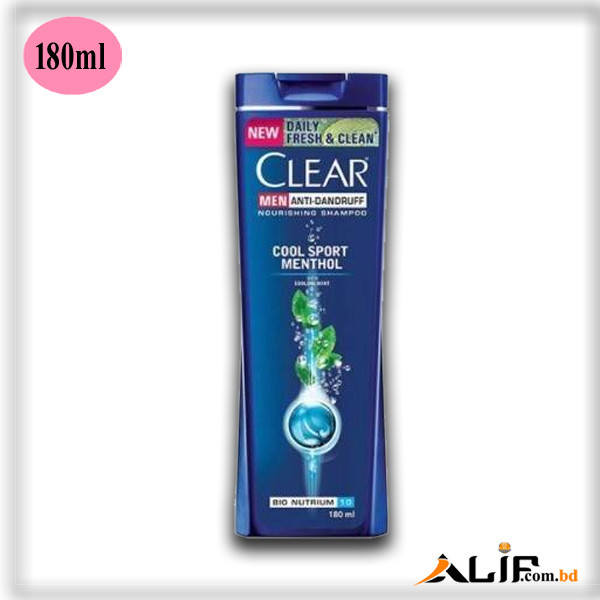 180ml
NEW DAILY
FRESH & CLEAN*
CLEAR
MEN ANTI-DANDRUFF
NOURISHING SHAMPOO
COOL SPORT
MENTHOL
WITH
COOLING MINT
BIO NUTRIUM 10
180 ml
ALIF.com.bd